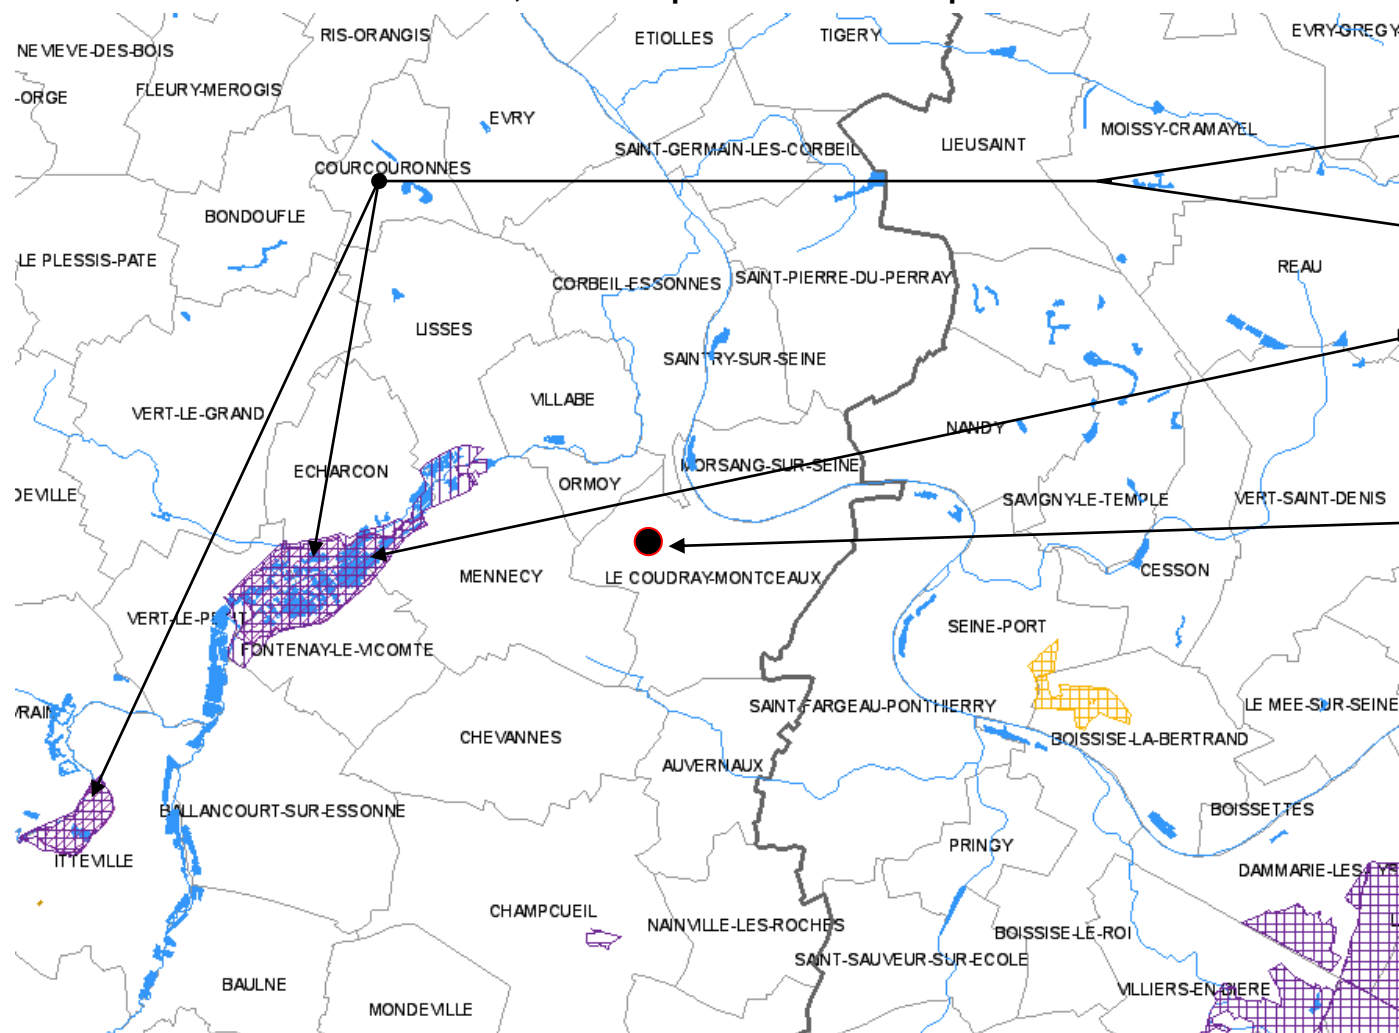 RIS-ORANGIS
ETIOLLES
TIGERY
EVRY-GREGY-
NEVIEVE-DES-BOIS
-ORGE
FLEURY-MEROGIS
EVRY
MOISSY-CRAMAYEL
SAINT-GERMAIN-LES-CORBEIL
LIEUSAINT
COURCOURONNES
BONDOUFLE
LE PLESSIS-PATE
REAU
CORBEIL-ESSONNES
SAINT-PIERRE-DU-PERRAY
LISSES
SAINTRY-SUR-SEINE
VILLABE
VERT-LE-GRAND
NANDY
ECHARCON
MORSANG-SUR-SEINE
ORMOY
DEVILLE
SAVIGNY-LE-TEMPLE
VERT-SAINT-DENIS
MENNECY
LE COUDRAY-MONTCEAUX
CESSON
VERT-LE-PETIT
SEINE-PORT
FONTENAY-LE-VICOMTE
VRAIN
SAINT-FARGEAU-PONTHIERRY
LE MEE-SUR-SEINE
CHEVANNES
BOISSISE-LA-BERTRAND
AUVERNAUX
BALLANCOURT-SUR-ESSONNE
BOISSETTES
PRINGY
ITTEVILLE
DAMMARIE-LES-LYS
CHAMPCUEIL
NAINVILLE-LES-ROCHES
BOISSISE-LE-ROI
SAINT-SAUVEUR-SUR-ECOLE
BAULNE
VILLIERS-EN-BIERE
MONDEVILLE